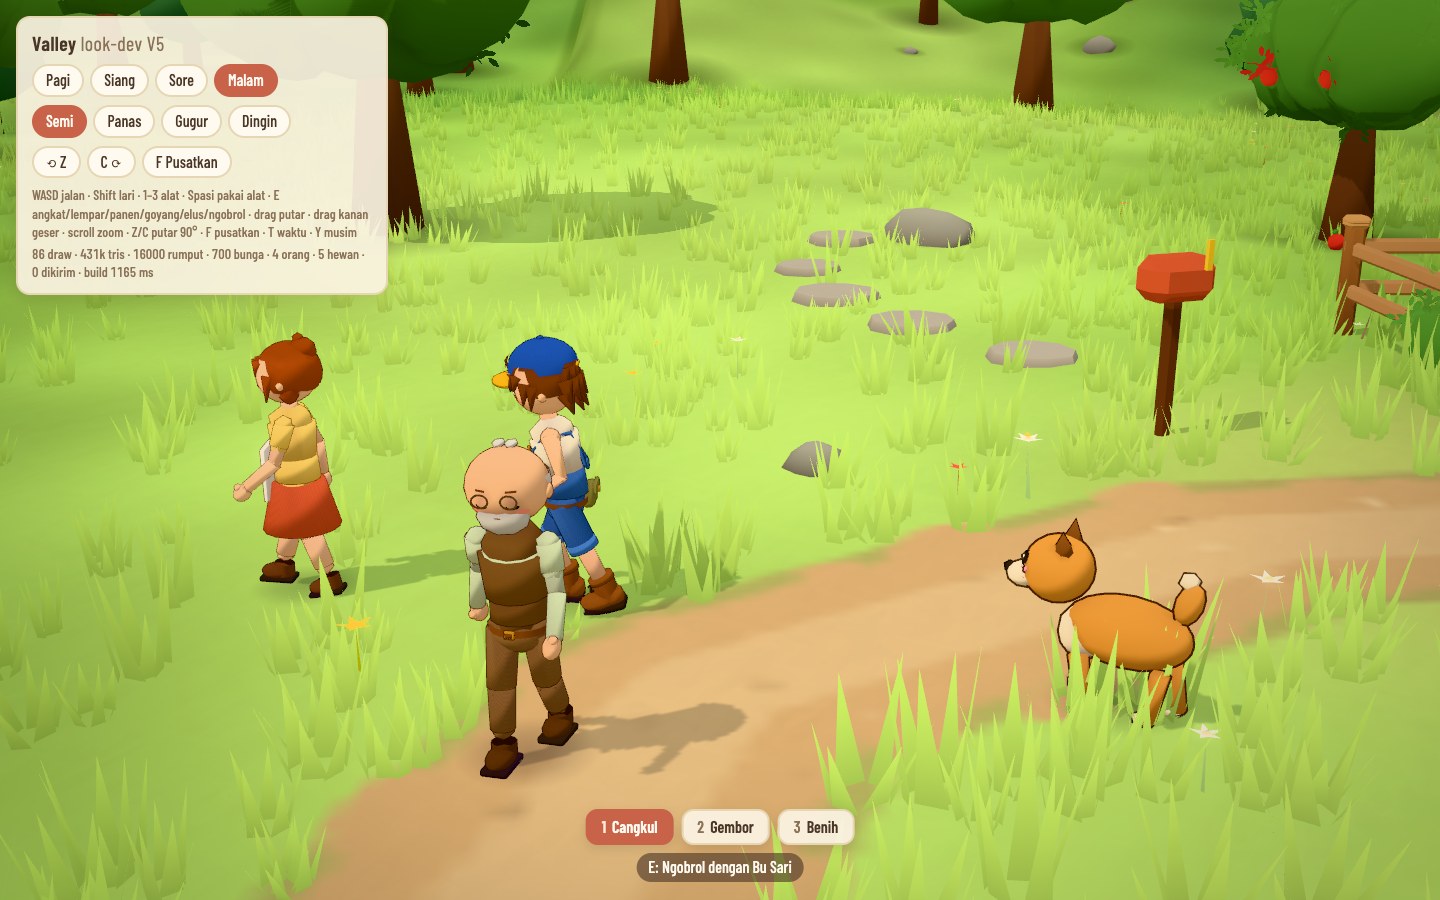 Valley look-dev V5
Pagi Siang Sore Malam
Semi Panas Gugur Dingin
⟲ Z C ⟳ F Pusatkan
WASD jalan · Shift lari · 1–3 alat · Spasi pakai alat · E
angkat/lempar/panen/goyang/elus/ngobrol · drag putar · drag kanan
geser · scroll zoom · Z/C putar 90° · F pusatkan · T waktu · Y musim
86 draw · 431k tris · 16000 rumput · 700 bunga · 4 orang · 5 hewan ·
0 dikirim · build 1165 ms
1 Cangkul 2 Gembor 3 Benih
E: Ngobrol dengan Bu Sari